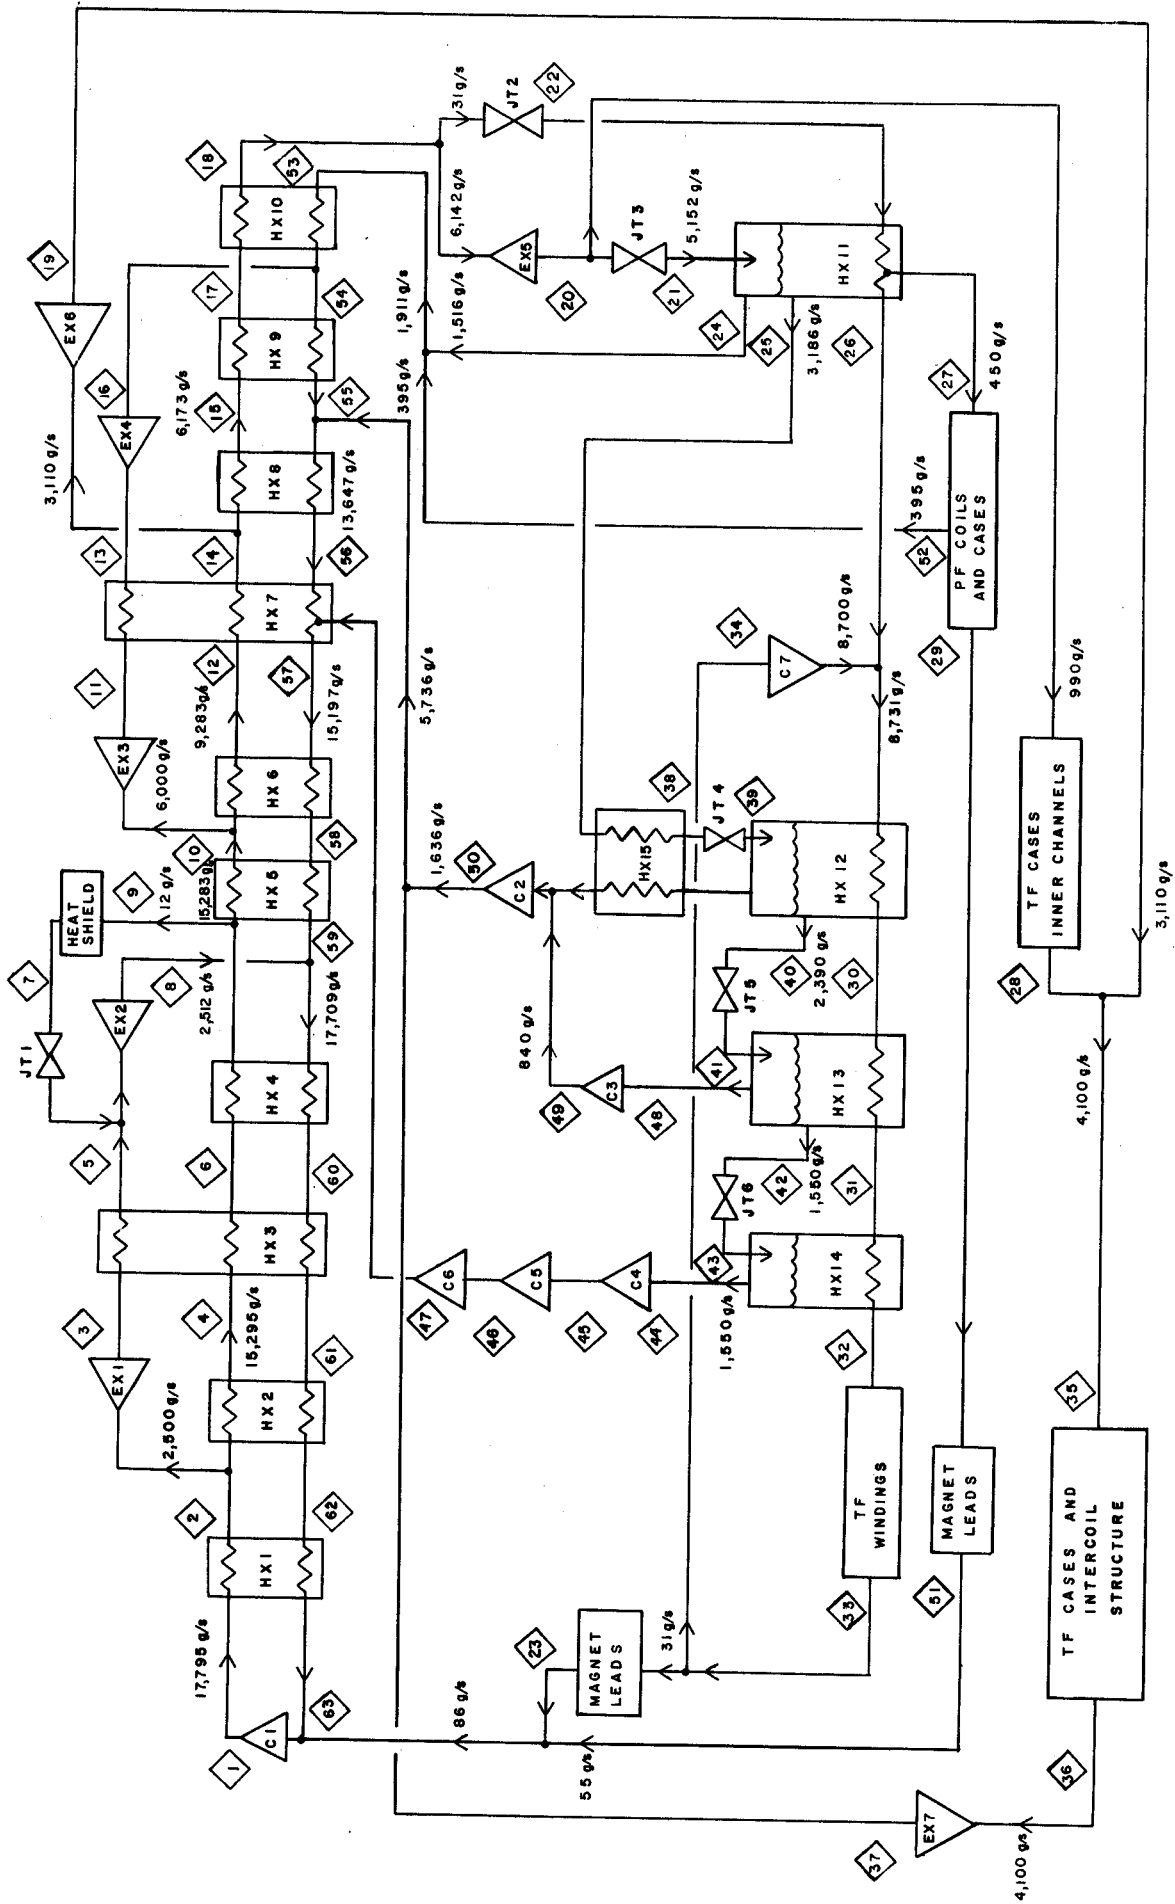 19
3
5
JT1
7
HEAT
SHIELD
9
11
13
16
3,110 g/s
EX6
EX1
EX2
8
EX3
EX4
2,500 g/s
2,512 g/s
12 g/s
6,000 g/s
1
17,795 g/s
2
4
15,295 g/s
6
15,283 g/s
10
9,283 g/s
12
14
15
6,173 g/s
17
18
C1
HX1
HX2
HX3
HX4
HX5
HX6
HX7
HX8
HX9
HX10
53
63
62
61
60
59
17,709 g/s
58
57
15,197 g/s
56
13,647 g/s
55
54
86 g/s
47
5,736 g/s
395 g/s
1,911 g/s
C6
1,636 g/s
1,516 g/s
6,142 g/s
31 g/s
46
50
C5
C2
EX5
JT2
23
49
840 g/s
20
22
55 g/s
45
C3
C4
JT3
MAGNET
LEADS
44
48
HX15
38
21
5,152 g/s
31 g/s
1,550 g/s
43
41
JT4
34
JT6
JT5
39
24
42
40
C7
25
1,550 g/s
2,390 g/s
8,700 g/s
3,186 g/s
HX14
HX13
HX12
HX11
32
31
30
26
33
TF
WINDINGS
8,731 g/s
37
EX7
51
MAGNET
LEADS
29
52
395 g/s
27
PF COILS
AND CASES
450 g/s
4,100 g/s
36
35
28
TF CASES
INNER CHANNELS
990 g/s
TF CASES AND
INTERCOIL
STRUCTURE
4,100 g/s
3,110 g/s